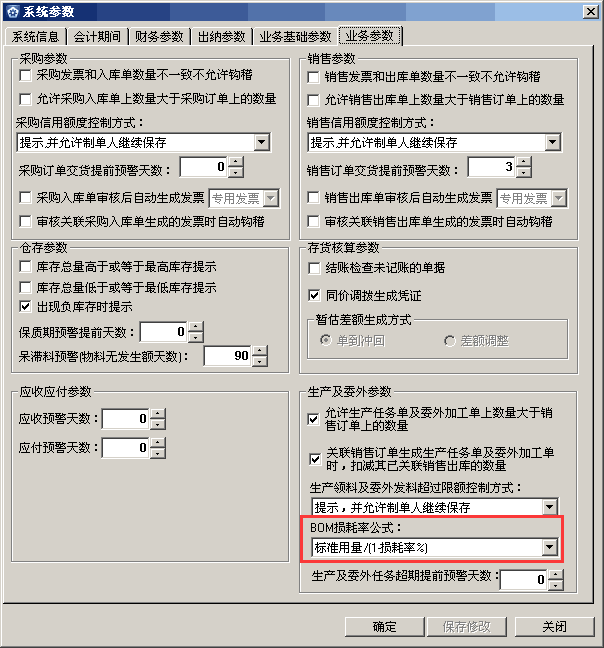 系统参数
系统信息 会计期间 财务参数 出纳参数 业务基础参数 业务参数
采购参数
采购发票和入库单数量不一致不允许钩稽
允许采购入库单上数量大于采购订单上的数量
采购信用额度控制方式：
提示,并允许制单人继续保存
采购订单交货提前预警天数： 0
采购入库单审核后自动生成发票 专用发票
审核关联采购入库单生成的发票时自动钩稽
销售参数
销售发票和出库单数量不一致不允许钩稽
允许销售出库单上数量大于销售订单上的数量
销售信用额度控制方式：
提示,并允许制单人继续保存
销售订单交货提前预警天数： 3
销售出库单审核后自动生成发票 专用发票
审核关联销售出库单生成的发票时自动钩稽
仓存参数
库存总量高于或等于最高库存提示
库存总量低于或等于最低库存提示
出现负库存时提示
保质期预警提前天数： 0
呆滞料预警(物料无发生额天数)： 90
存货核算参数
结账检查未记账的单据
同价调拨生成凭证
暂估差额生成方式
单到冲回 差额调整
应收应付参数
应收预警天数： 0
应付预警天数： 0
生产及委外参数
允许生产任务单及委外加工单上数量大于销
售订单上的数量
关联销售订单生成生产任务单及委外加工单
时，扣减其已关联销售出库的数量
生产领料及委外发料超过限额控制方式：
提示，并允许制单人继续保存
BOM损耗率公式：
标准用量/(1-损耗率%)
生产及委外任务超期提前预警天数： 0
确定 保存修改 关闭